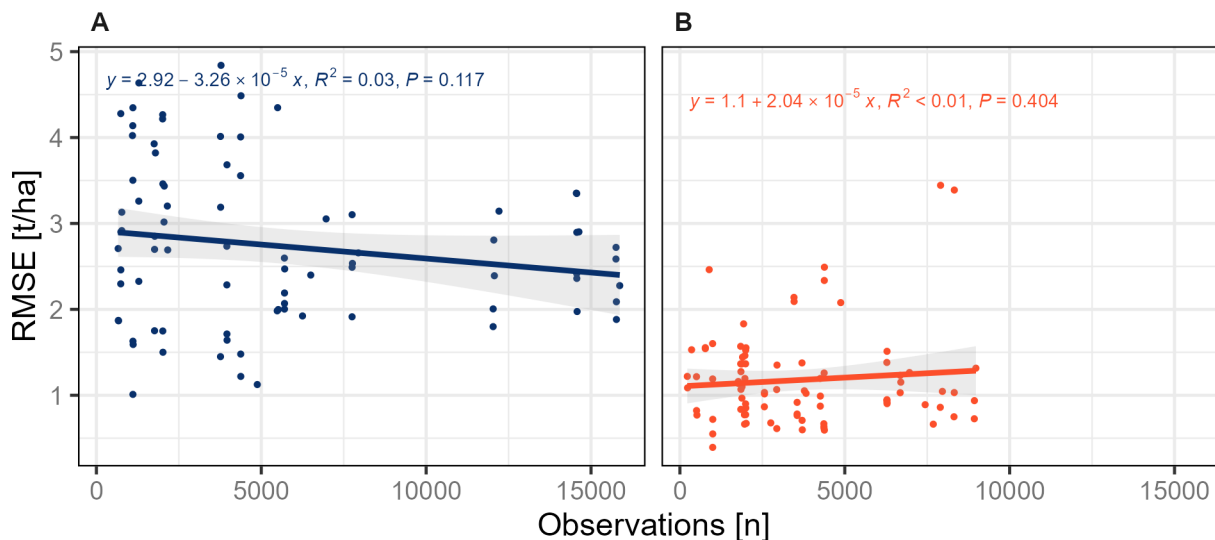 A B
y = 2.92 − 3.26 × 10⁻⁵ x, R² = 0.03, P = 0.117
y = 1.1 + 2.04 × 10⁻⁵ x, R² < 0.01, P = 0.404
RMSE [t/ha]
5
4
3
2
1
0 5000 10000 15000 0 5000 10000 15000
Observations [n]